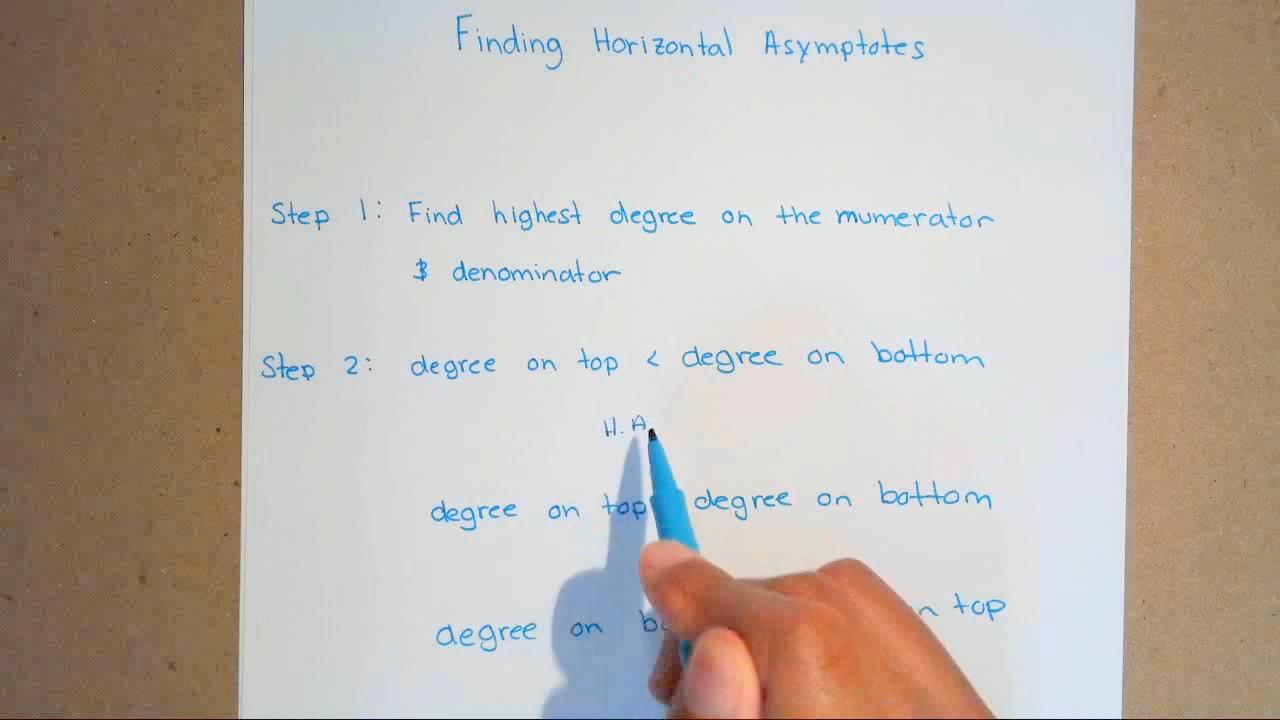 Finding Horizontal Asymptotes
Step 1: Find highest degree on the mumerator
& denominator
Step 2: degree on top < degree on bottom
H. A
degree on top degree on bottom
degree on top